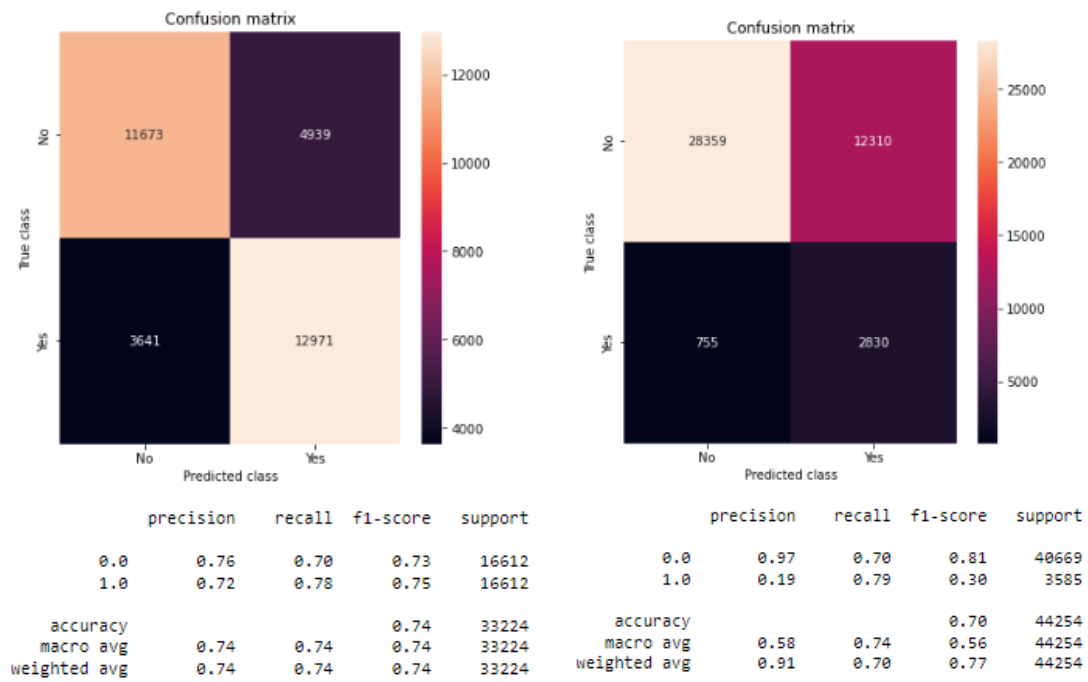 Confusion matrix
12000
10000
8000
6000
4000
No
Yes
True class
11673 4939
3641 12971
No Yes
Predicted class
precision recall f1-score support
0.0 0.76 0.70 0.73 16612
1.0 0.72 0.78 0.75 16612
accuracy 0.74 33224
macro avg 0.74 0.74 0.74 33224
weighted avg 0.74 0.74 0.74 33224
Confusion matrix
25000
20000
15000
10000
5000
No
Yes
True class
28359 12310
755 2830
No Yes
Predicted class
precision recall f1-score support
0.0 0.97 0.70 0.81 40669
1.0 0.19 0.79 0.30 3585
accuracy 0.70 44254
macro avg 0.58 0.74 0.56 44254
weighted avg 0.91 0.70 0.77 44254